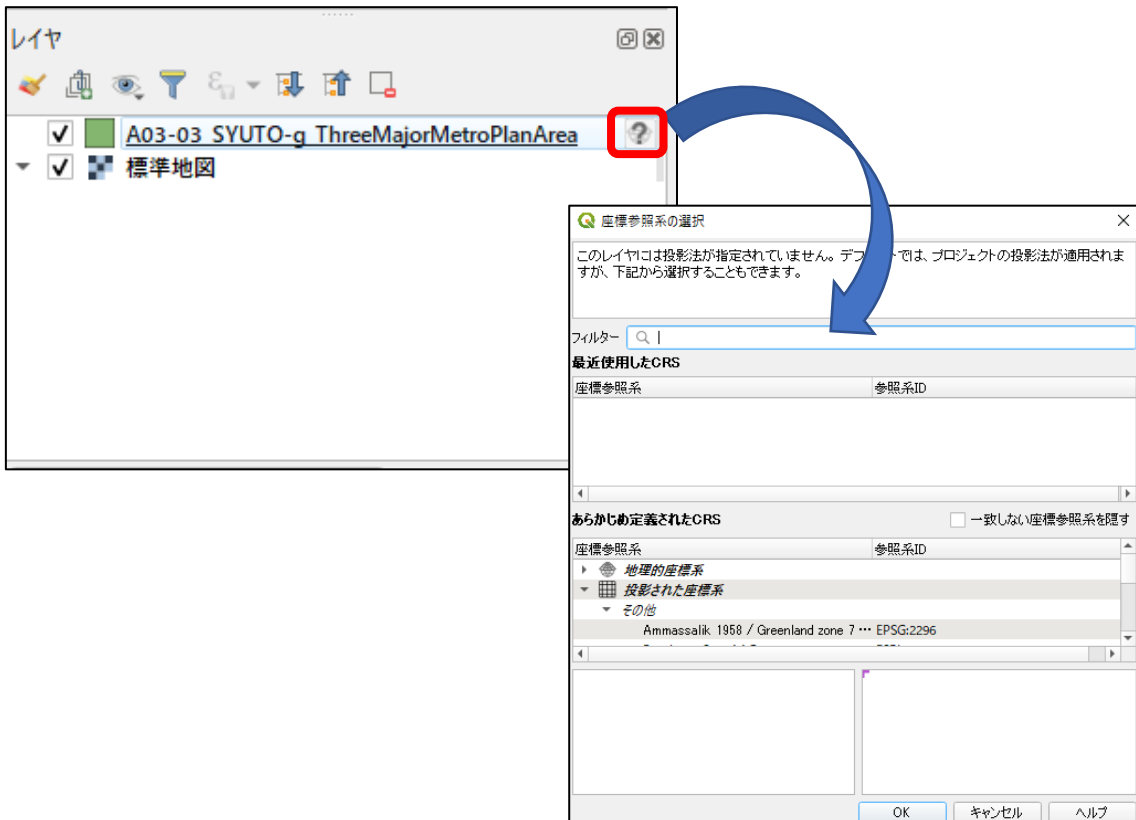 レイヤ
A03-03_SYUTO-g_ThreeMajorMetroPlanArea
標準地図
座標参照系の選択
このレイヤには投影法が指定されていません。デフ では、プロジェクトの投影法が適用されま
すが、下記から選択することもできます。
フィルター
最近使用したCRS
座標参照系 参照系ID
あらかじめ定義されたCRS 一致しない座標参照系を隠す
座標参照系 参照系ID
地理的座標系
投影された座標系
その他
Ammassalik 1958 / Greenland zone 7 … EPSG:2296
OK キャンセル ヘルプ